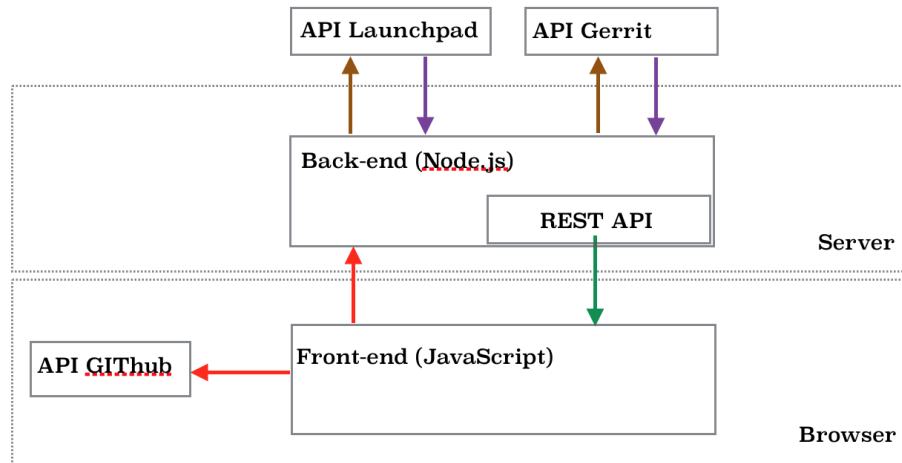 API Launchpad
API Gerrit
Back-end (Node.js)
REST API
Server
Front-end (JavaScript)
API GIThub
Browser